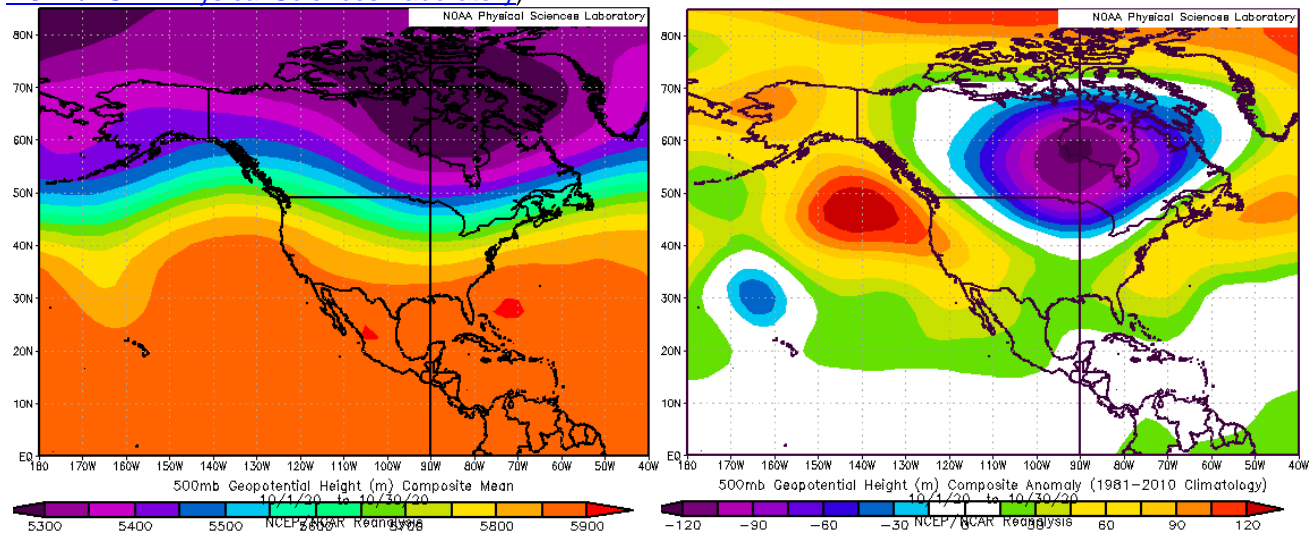 NOAA Physical Sciences Laboratory
NOAA Physical Sciences Laboratory
80N
80N
70N
70N
60N
60N
50N
50N
40N
40N
30N
30N
20N
20N
10N
10N
EQ
EQ
180 170W 160W 150W 140W 130W 120W 110W 100W 90W 80W 70W 60W 50W 40W
180 170W 160W 150W 140W 130W 120W 110W 100W 90W 80W 70W 60W 50W 40W
500mb Geopotential Height (m) Composite Mean
10/1/20 to 10/30/20
5300 5400 5500 5600 5700 5800 5900
NCEP/NCAR Reanalysis
500mb Geopotential Height (m) Composite Anomaly (1981-2010 Climatology)
10/1/20 to 10/30/20
-120 -90 -60 -30 0 30 60 90 120
NCEP/NCAR Reanalysis